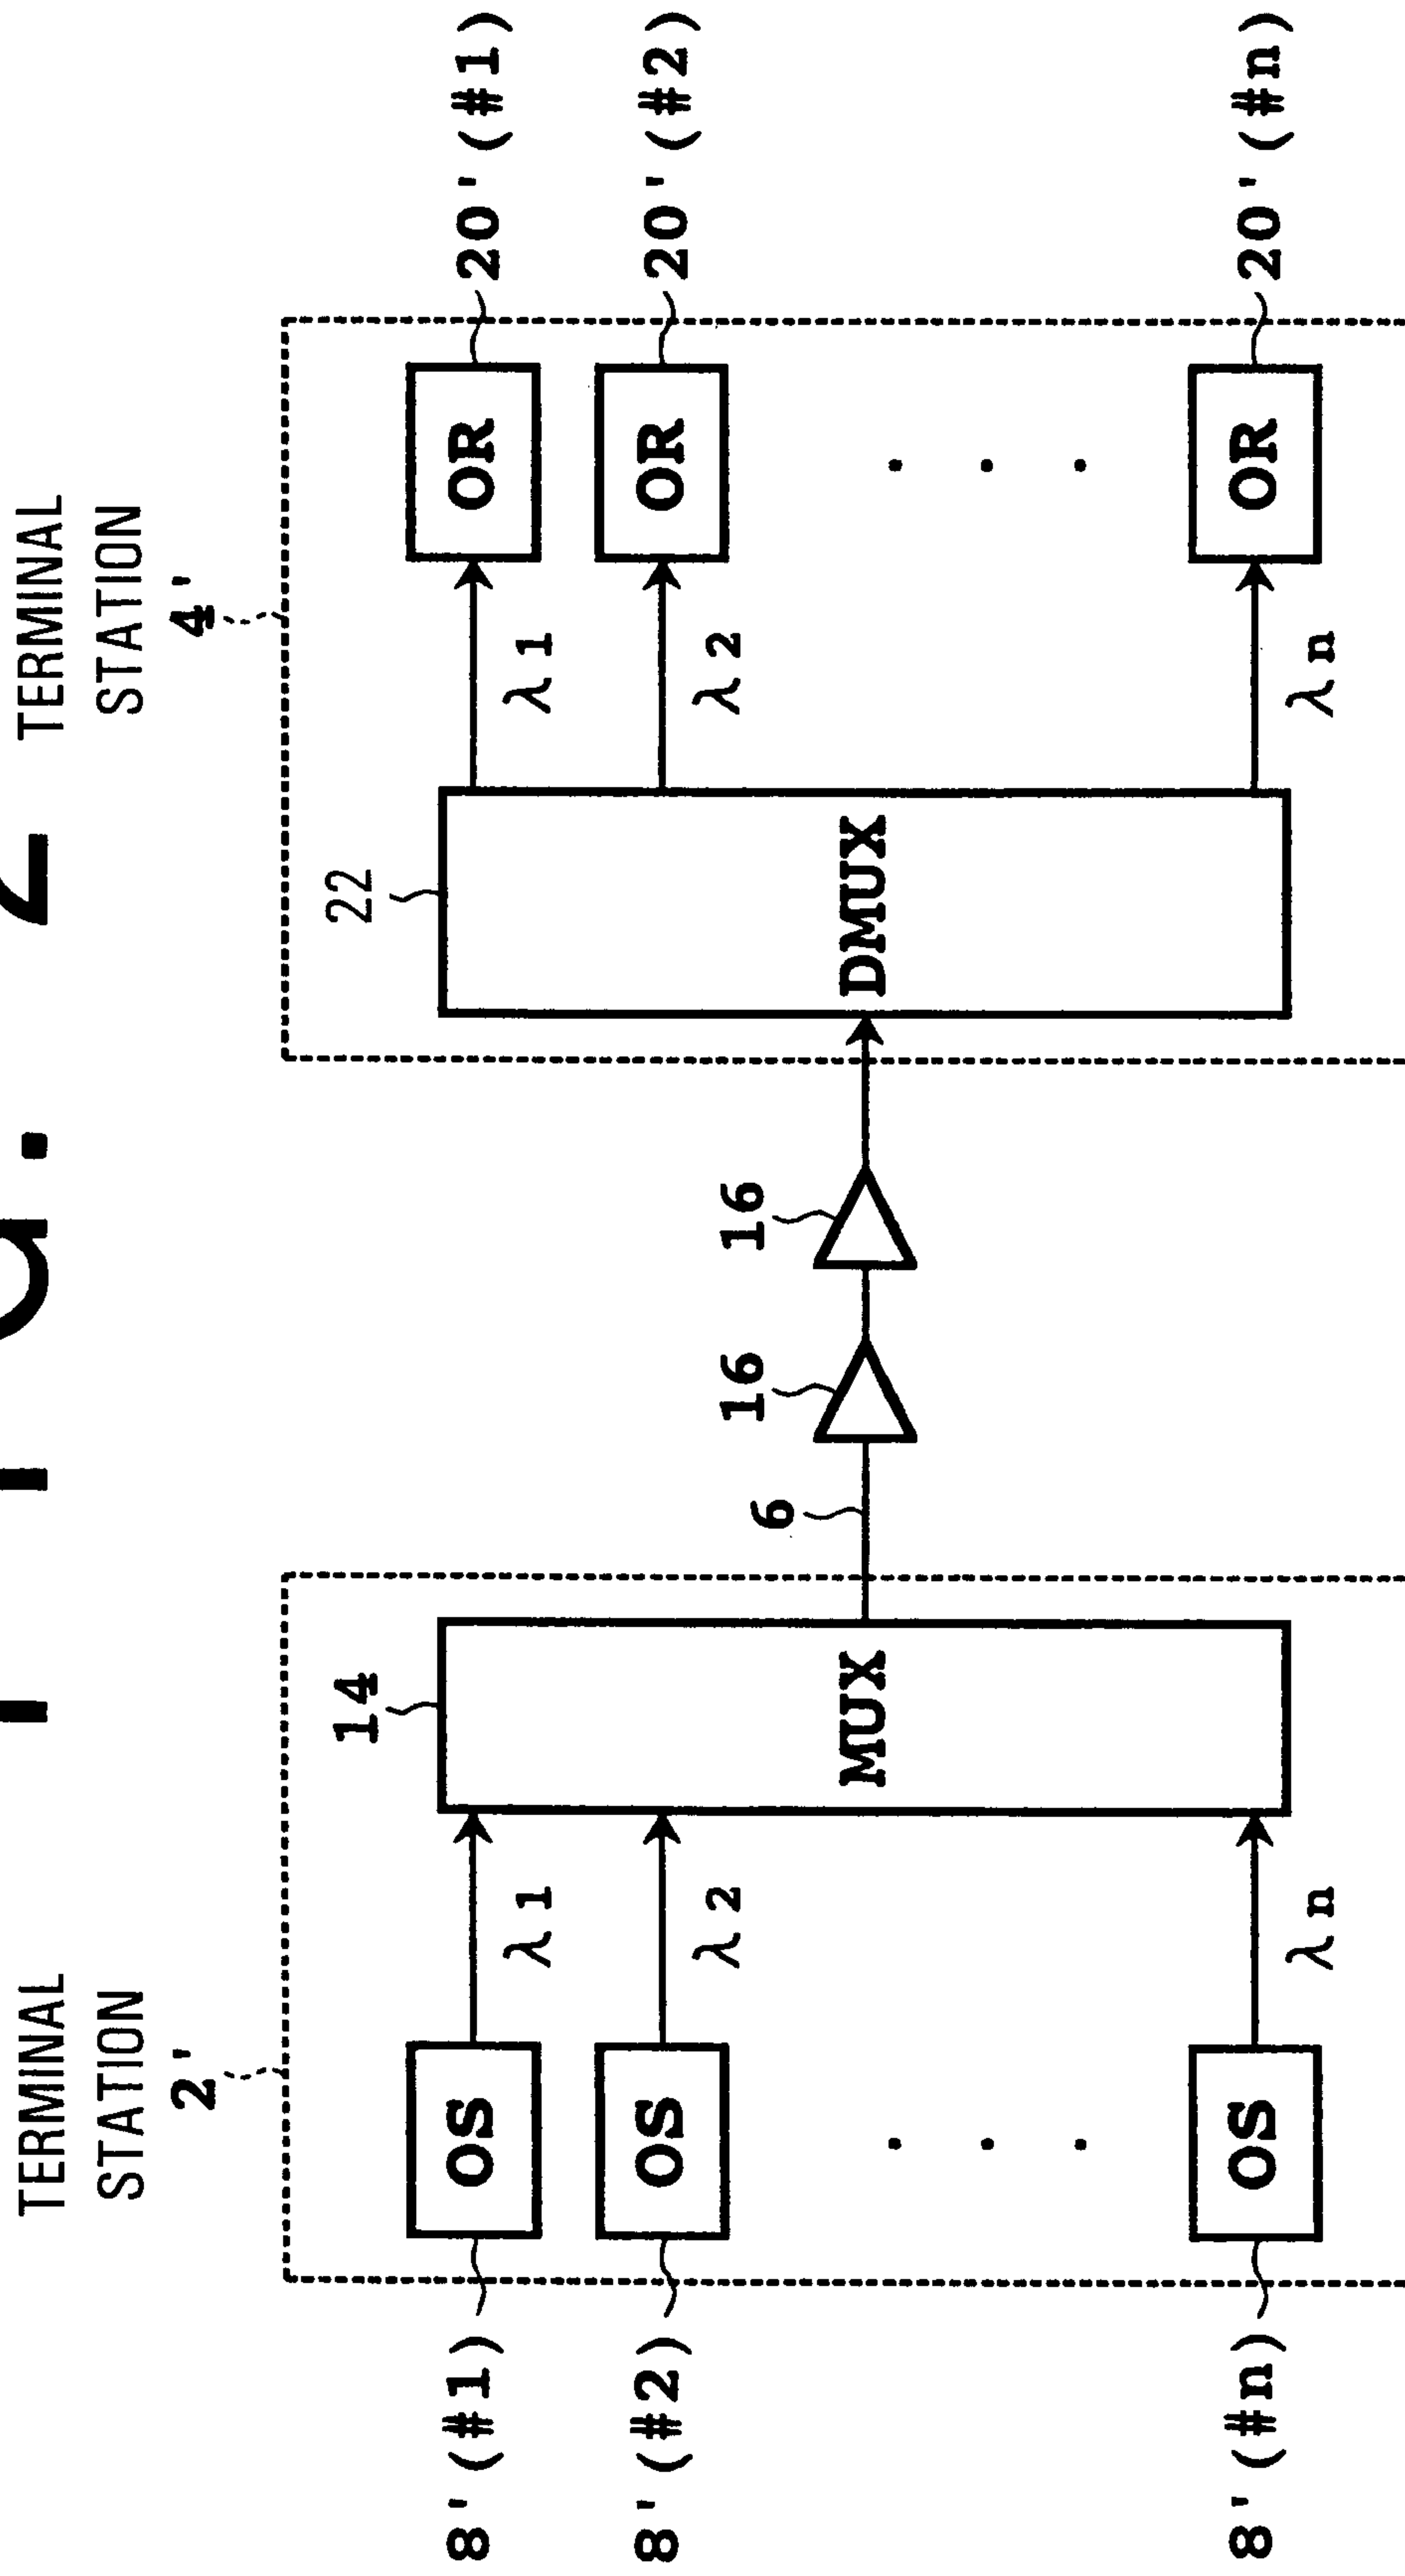 TERMINAL
STATION
2'
TERMINAL
STATION
4'
8'(#1)
OS
λ1
8'(#2)
OS
λ2
8'(#n)
OS
λn
14
MUX
6
16
16
22
DMUX
λ1
OR
20'(#1)
λ2
OR
20'(#2)
λn
OR
20'(#n)